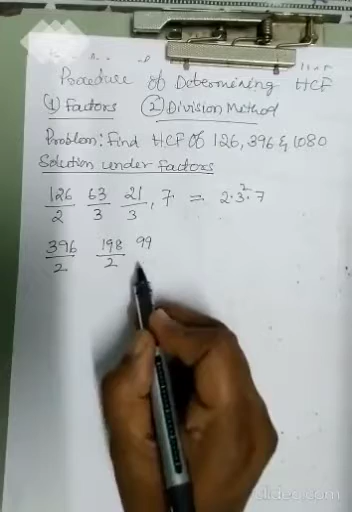 Procedure of Determining HCF
① Factors ② Division Method
Problem: Find HCF of 126, 396 & 1080
Solution under factors
126/2 63/3 21/3, 7 = 2·3²·7
396/2 198/2 99